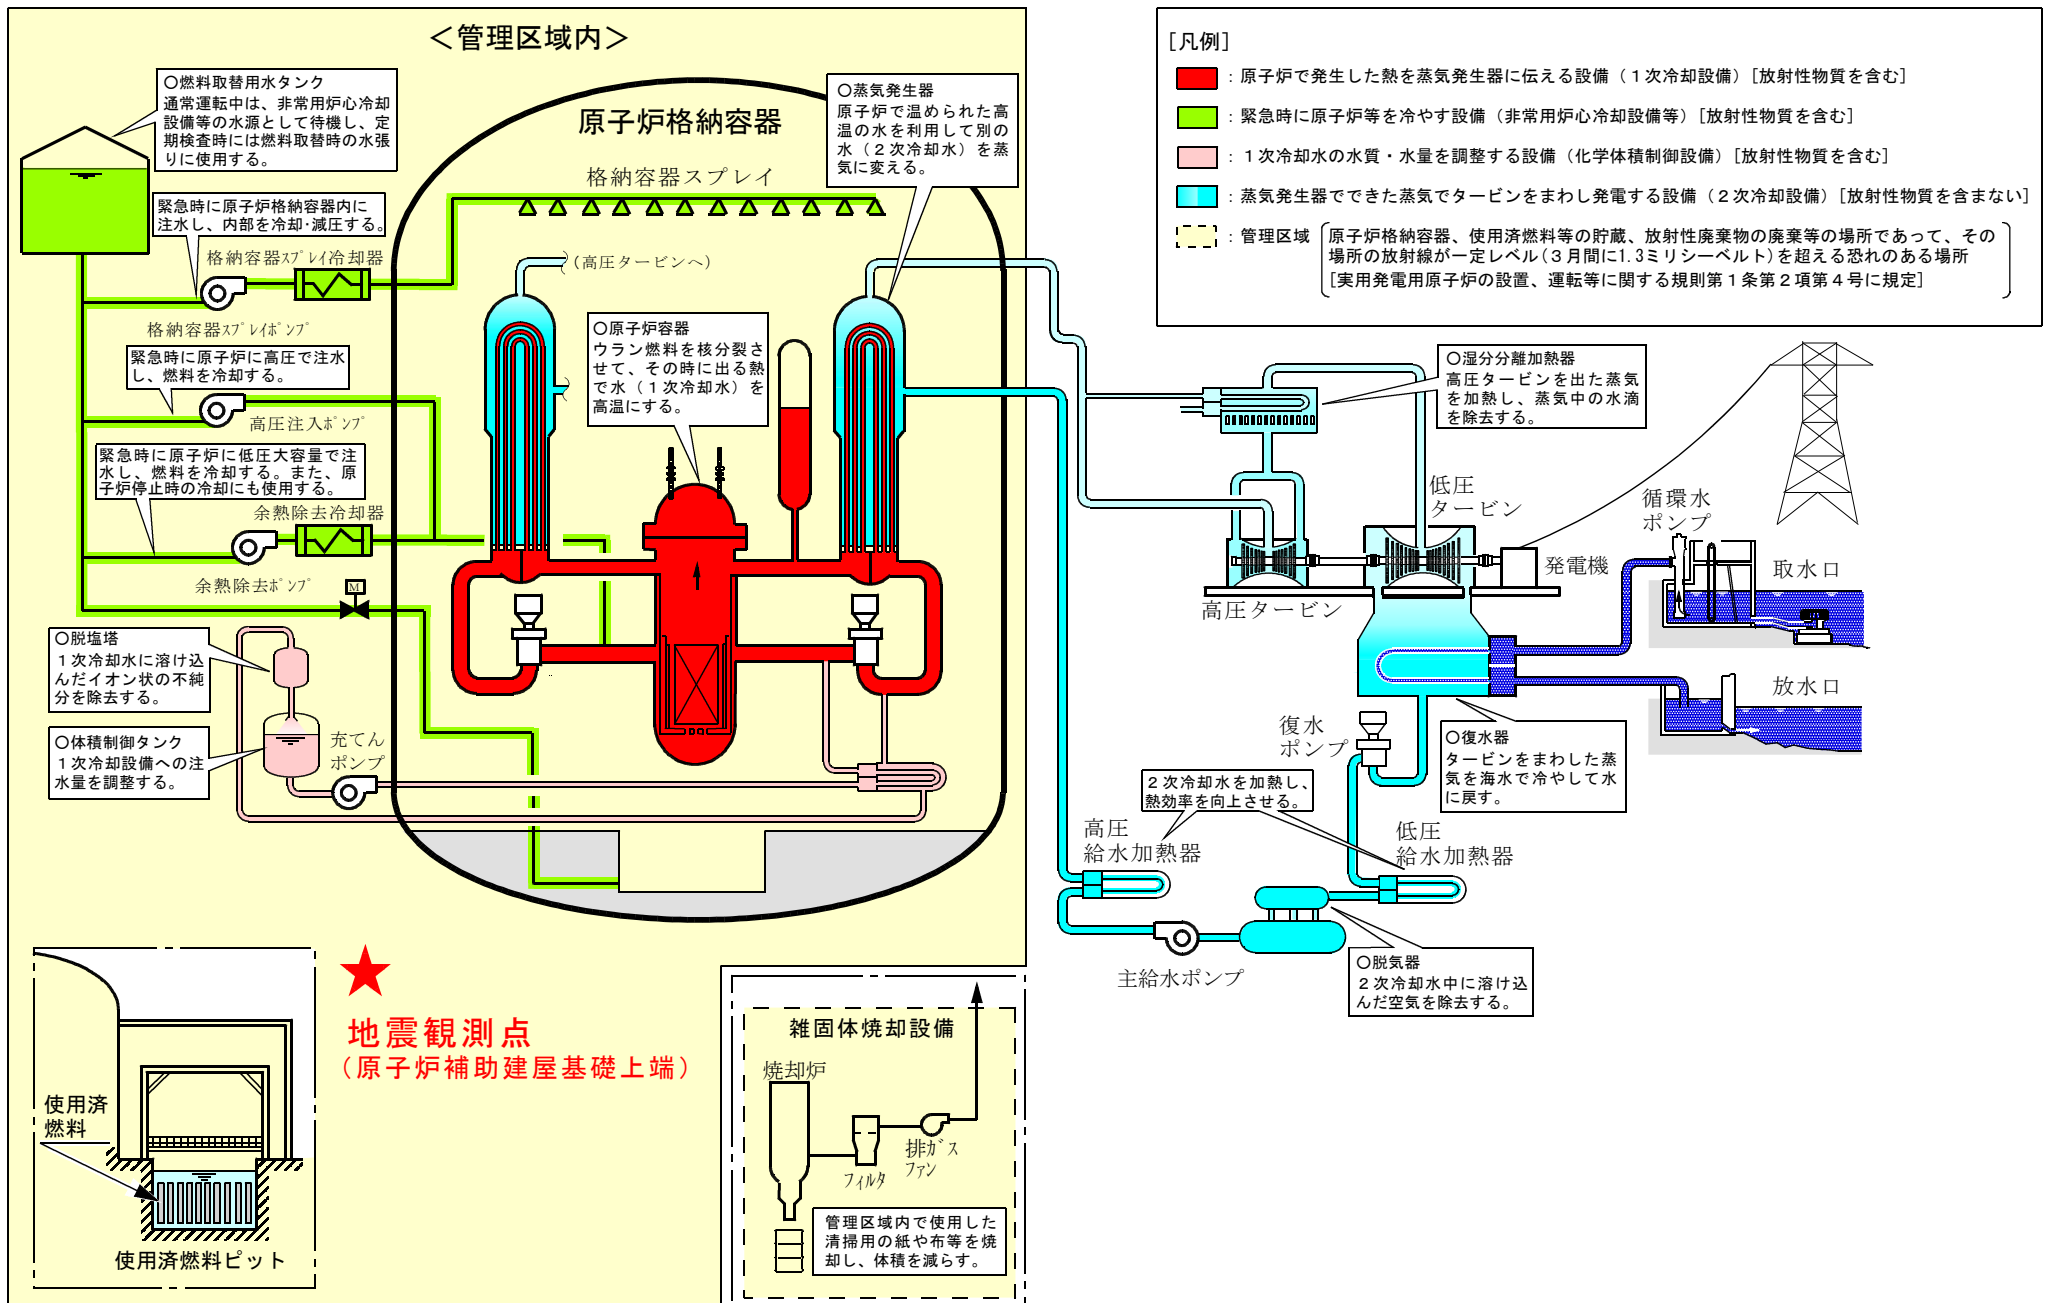 ＜管理区域内＞
○燃料取替用水タンク
通常運転中は、非常用炉心冷却
設備等の水源として待機し、定
期検査時には燃料取替時の水張
りに使用する。
緊急時に原子炉格納容器内に
注水し、内部を冷却･減圧する。
格納容器ｽﾌﾟﾚｲ冷却器
格納容器ｽﾌﾟﾚｲﾎﾟﾝﾌﾟ
緊急時に原子炉に高圧で注水
し、燃料を冷却する。
高圧注入ﾎﾟﾝﾌﾟ
緊急時に原子炉に低圧大容量で注
水し、燃料を冷却する。また、原
子炉停止時の冷却にも使用する。
余熱除去冷却器
余熱除去ﾎﾟﾝﾌﾟ
M
○脱塩塔
１次冷却水に溶け込
んだイオン状の不純
分を除去する。
○体積制御タンク
１次冷却設備への注
水量を調整する。
充てん
ポンプ
原子炉格納容器
格納容器スプレイ
（高圧タービンへ）
○蒸気発生器
原子炉で温められた高
温の水を利用して別の
水（２次冷却水）を蒸
気に変える。
○原子炉容器
ウラン燃料を核分裂さ
せて、その時に出る熱
で水（１次冷却水）を
高温にする。
[凡例]
：原子炉で発生した熱を蒸気発生器に伝える設備（１次冷却設備）[放射性物質を含む]
：緊急時に原子炉等を冷やす設備（非常用炉心冷却設備等）[放射性物質を含む]
：１次冷却水の水質・水量を調整する設備（化学体積制御設備）[放射性物質を含む]
：蒸気発生器でできた蒸気でタービンをまわし発電する設備（２次冷却設備）[放射性物質を含まない]
：管理区域
原子炉格納容器、使用済燃料等の貯蔵、放射性廃棄物の廃棄等の場所であって、その
場所の放射線が一定レベル(３月間に1.3ミリシーベルト)を超える恐れのある場所
[実用発電用原子炉の設置、運転等に関する規則第１条第２項第４号に規定]
○湿分分離加熱器
高圧タービンを出た蒸気
を加熱し、蒸気中の水滴
を除去する。
低圧
タービン
高圧タービン
発電機
循環水
ポンプ
取水口
放水口
復水
ポンプ
○復水器
タービンをまわした蒸
気を海水で冷やして水
に戻す。
２次冷却水を加熱し、
熱効率を向上させる。
高圧
給水加熱器
低圧
給水加熱器
主給水ポンプ
○脱気器
２次冷却水中に溶け込
んだ空気を除去する。
★
地震観測点
（原子炉補助建屋基礎上端）
使用済
燃料
使用済燃料ピット
雑固体焼却設備
焼却炉
フィルタ
排ガス
ファン
管理区域内で使用した
清掃用の紙や布等を焼
却し、体積を減らす。